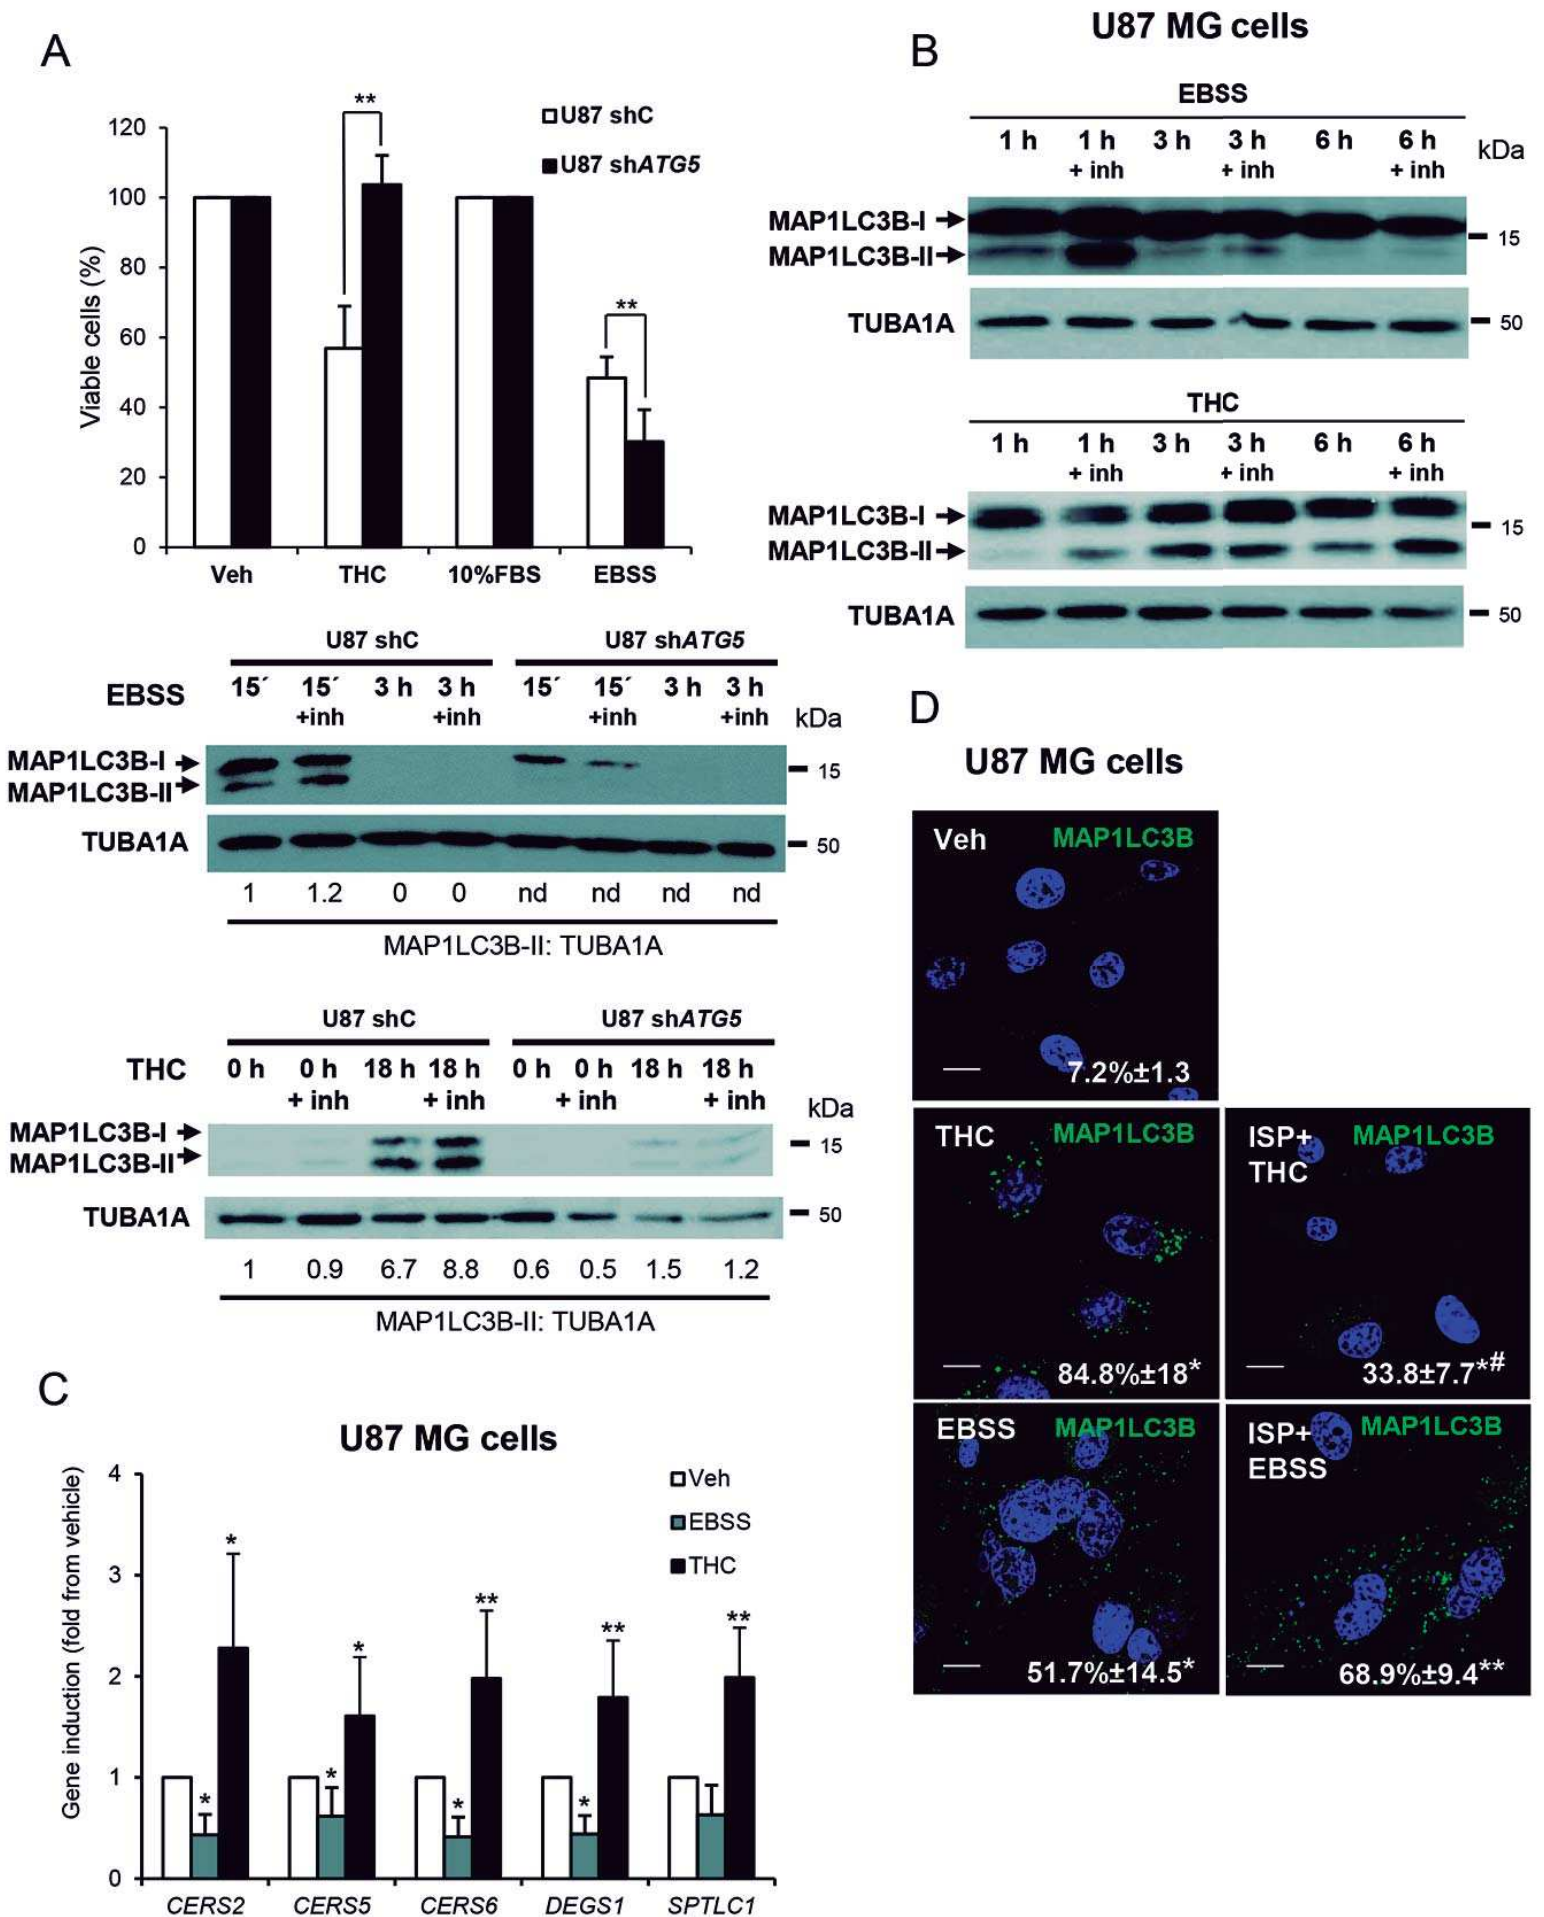 A
**
U87 shC
U87 shATG5
120
100
80
60
40
20
0
Viable cells (%)
**
Veh THC 10%FBS EBSS
U87 shC U87 shATG5
EBSS 15´ 15´ 3 h 3 h 15´ 15´ 3 h 3 h
+inh +inh +inh +inh kDa
MAP1LC3B-I
15
MAP1LC3B-II
TUBA1A 50
1 1.2 0 0 nd nd nd nd
MAP1LC3B-II: TUBA1A
U87 shC U87 shATG5
THC 0 h 0 h 18 h 18 h 0 h 0 h 18 h 18 h
+ inh + inh + inh + inh
kDa
MAP1LC3B-I
15
MAP1LC3B-II
TUBA1A 50
1 0.9 6.7 8.8 0.6 0.5 1.5 1.2
MAP1LC3B-II: TUBA1A
B
U87 MG cells
EBSS
1 h 1 h 3 h 3 h 6 h 6 h kDa
+ inh + inh + inh
MAP1LC3B-I
15
MAP1LC3B-II
TUBA1A 50
THC
1 h 1 h 3 h 3 h 6 h 6 h
+ inh + inh + inh
MAP1LC3B-I
15
MAP1LC3B-II
TUBA1A 50
C
U87 MG cells
Veh
EBSS
THC
4
3
2
1
0
Gene induction (fold from vehicle)
* * * * * ** * ** **
CERS2 CERS5 CERS6 DEGS1 SPTLC1
D
U87 MG cells
Veh MAP1LC3B
7.2%±1.3
THC MAP1LC3B
84.8%±18*
ISP+ MAP1LC3B
THC
33.8±7.7*#
EBSS MAP1LC3B
51.7%±14.5*
ISP+ MAP1LC3B
EBSS
68.9%±9.4**